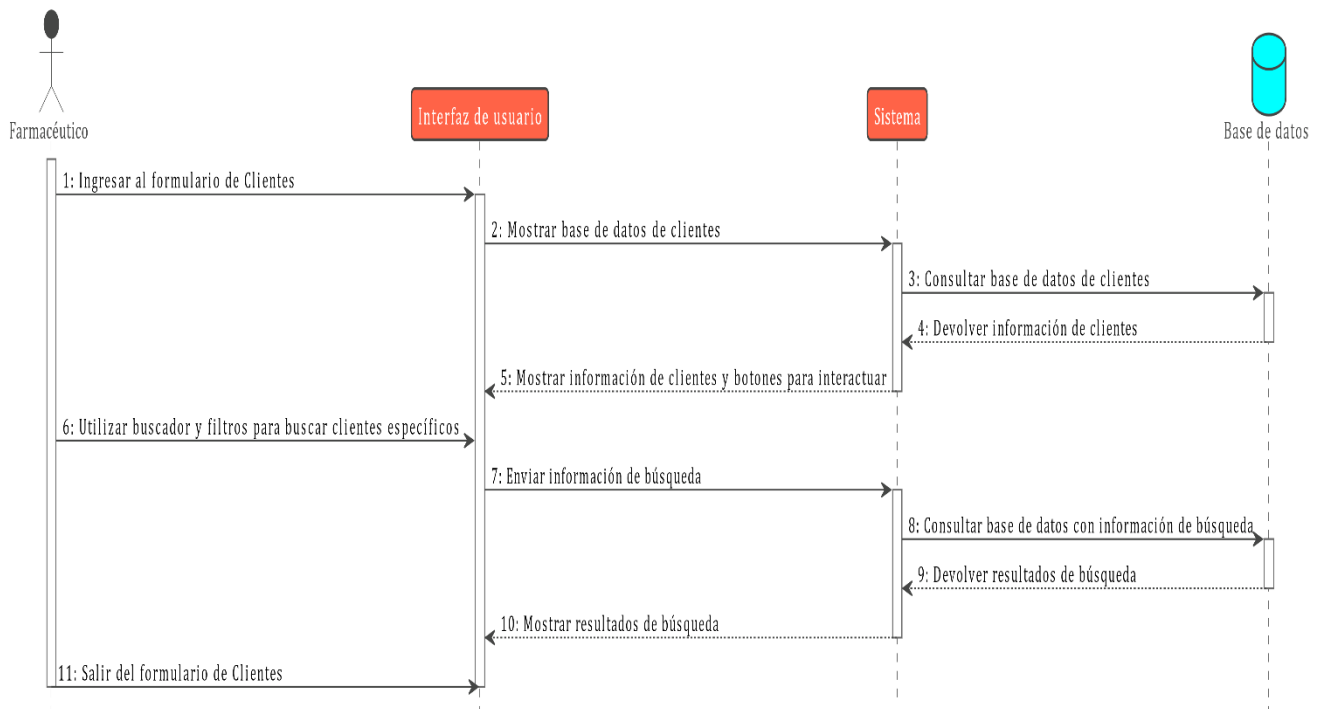 Farmacéutico
Interfaz de usuario
Sistema
Base de datos
1: Ingresar al formulario de Clientes
2: Mostrar base de datos de clientes
3: Consultar base de datos de clientes
4: Devolver información de clientes
5: Mostrar información de clientes y botones para interactuar
6: Utilizar buscador y filtros para buscar clientes específicos
7: Enviar información de búsqueda
8: Consultar base de datos con información de búsqueda
9: Devolver resultados de búsqueda
10: Mostrar resultados de búsqueda
11: Salir del formulario de Clientes